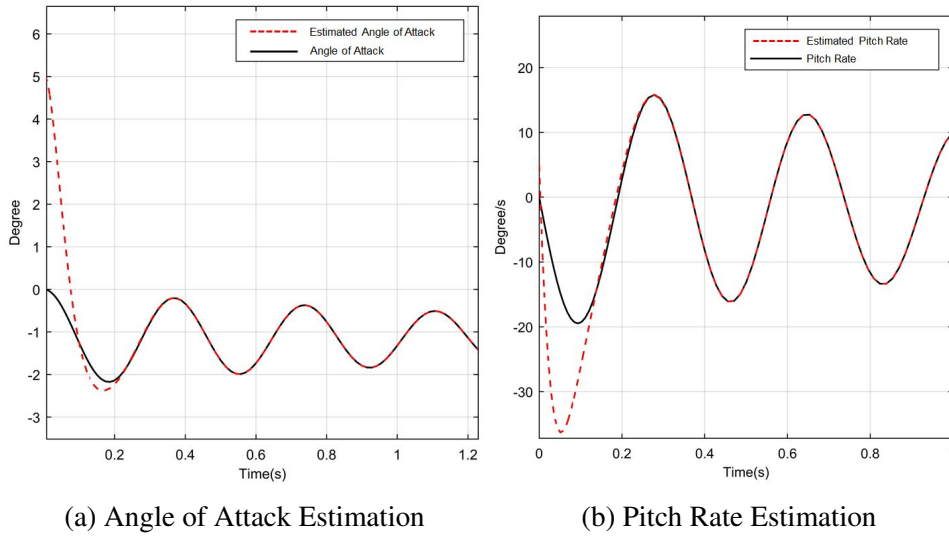 6
5
4
3
2
1
0
-1
-2
-3
Degree
0.2
0.4
0.6
0.8
1
1.2
Time(s)
Estimated Angle of Attack
Angle of Attack
(a) Angle of Attack Estimation
20
10
0
-10
-20
-30
Degree/s
0
0.2
0.4
0.6
0.8
Time(s)
Estimated Pitch Rate
Pitch Rate
(b) Pitch Rate Estimation